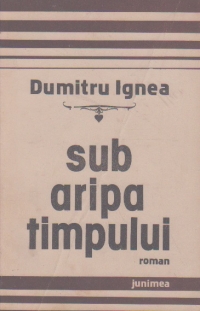 Dumitru Ignea
sub
aripa
timpului
roman
junimea